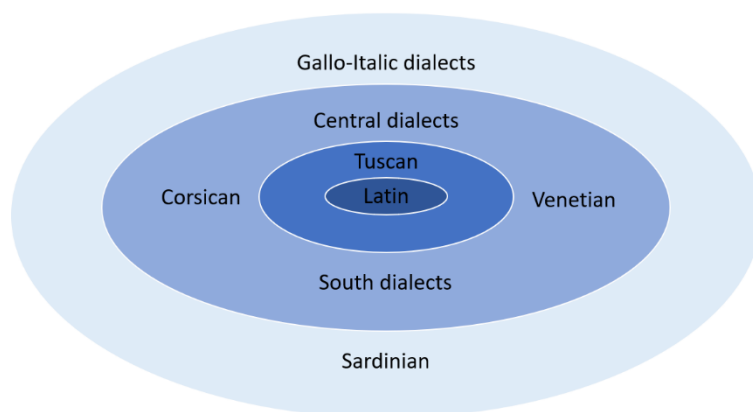 Gallo-Italic dialects
Central dialects
Tuscan
Corsican
Latin
Venetian
South dialects
Sardinian